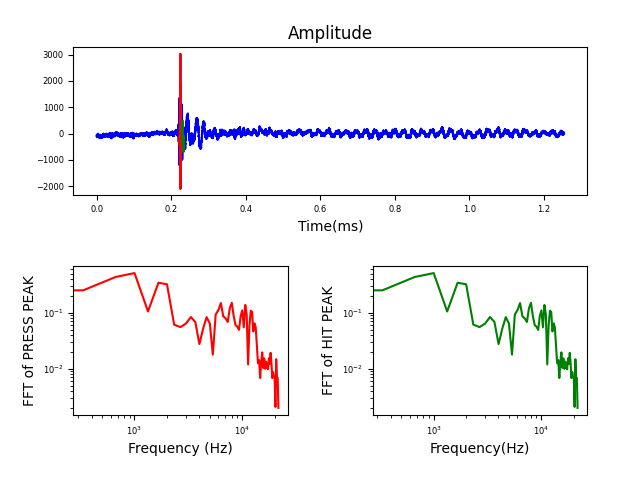 Amplitude
3000
2000
1000
0
−1000
−2000
0.0 0.2 0.4 0.6 0.8 1.0 1.2
Time(ms)
FFT of PRESS PEAK
10⁻¹
10⁻²
10³ 10⁴
Frequency (Hz)
FFT of HIT PEAK
10⁻¹
10⁻²
10³ 10⁴
Frequency(Hz)